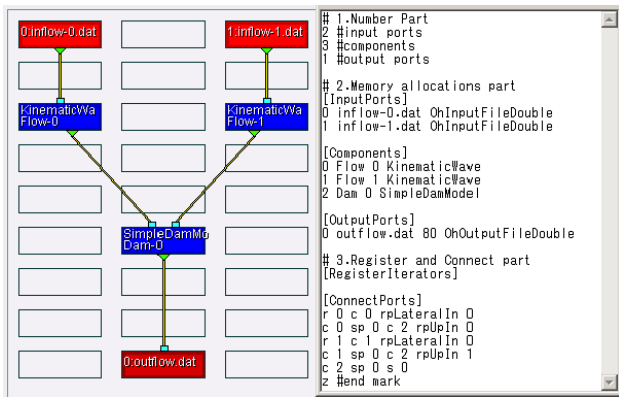 0:inflow-0.dat
1:inflow-1.dat
KinematicWa
Flow-0
KinematicWa
Flow-1
SimpleDamMo
Dam-0
0:outflow.dat
# 1.Number Part
2 #input ports
3 #components
1 #output ports
# 2.Memory allocations part
[InputPorts]
0 inflow-0.dat OhInputFileDouble
1 inflow-1.dat OhInputFileDouble
[Components]
0 Flow 0 KinematicWave
1 Flow 1 KinematicWave
2 Dam 0 SimpleDamModel
[OutputPorts]
0 outflow.dat 80 OhOutputFileDouble
# 3.Register and Connect part
[RegisterIterators]
[ConnectPorts]
r 0 c 0 rpLateralIn 0
c 0 sp 0 c 2 rpUpIn 0
r 1 c 1 rpLateralIn 0
c 1 sp 0 c 2 rpUpIn 1
c 2 sp 0 s 0
z #end mark